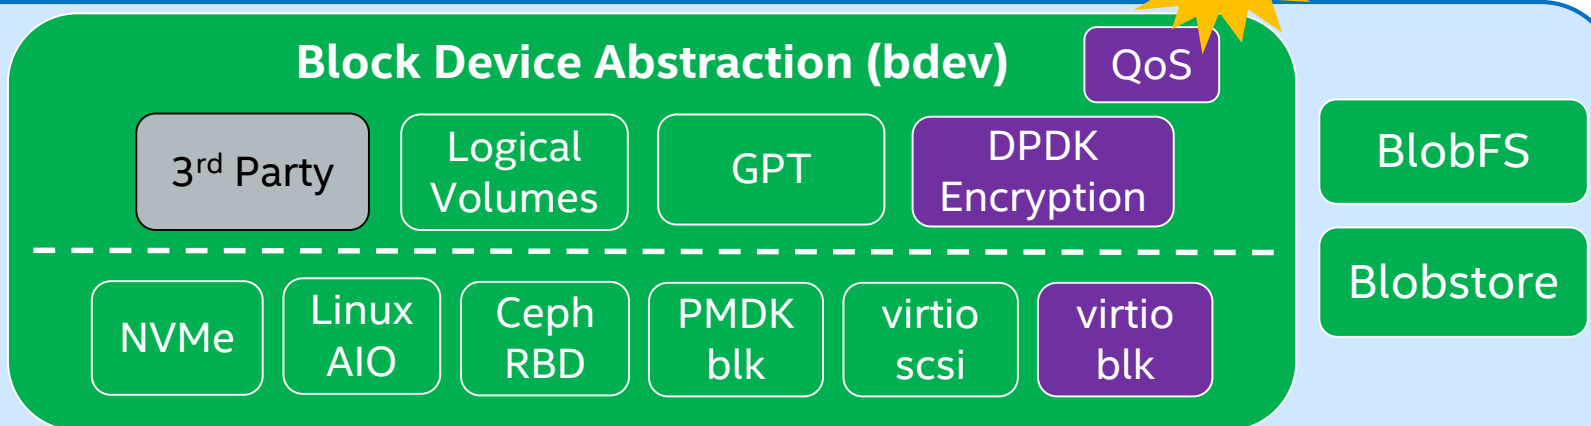 Block Device Abstraction (bdev)
QoS
3rd Party
Logical
Volumes
GPT
DPDK
Encryption
BlobFS
NVMe
Linux
AIO
Ceph
RBD
PMDK
blk
virtio
scsi
virtio
blk
Blobstore